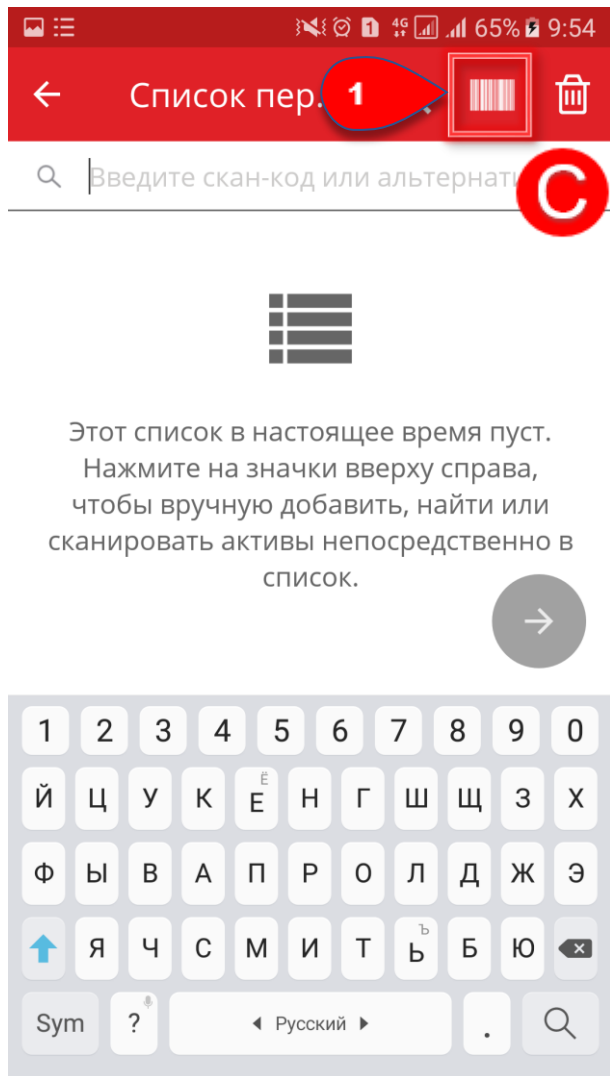 1 4G 65% 9:54
Список пер. 1
Введите скан-код или альтернати
C
Этот список в настоящее время пуст.
Нажмите на значки вверху справа,
чтобы вручную добавить, найти или
сканировать активы непосредственно в
список.
1 2 3 4 5 6 7 8 9 0
Й Ц У К Е Ё Н Г Ш Щ З Х
Ф Ы В А П Р О Л Д Ж Э
Я Ч С М И Т Ь Ъ Б Ю
Sym ? Русский .